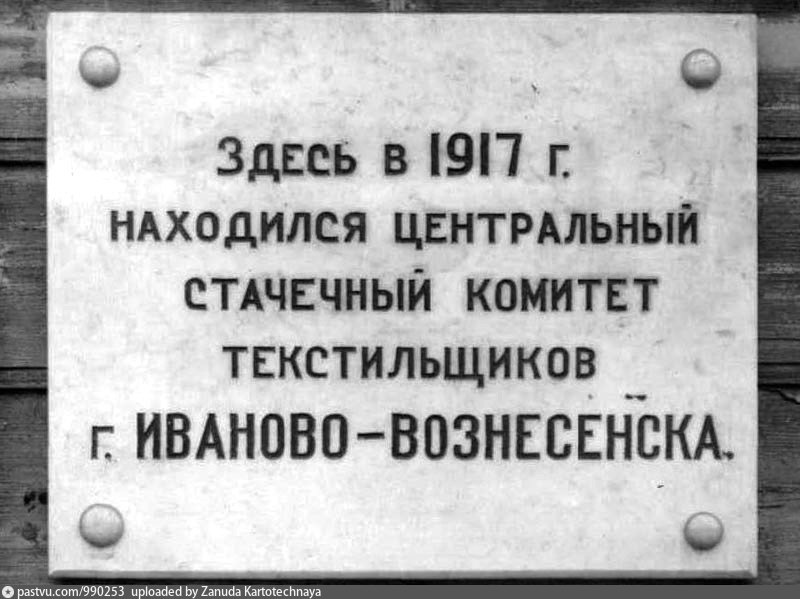 Здесь в 1917 г.
находился центральный
стачечный комитет
текстильщиков
г. Иваново-Вознесенска.
pastvu.com/990253 uploaded by Zanuda Kartotechnaya